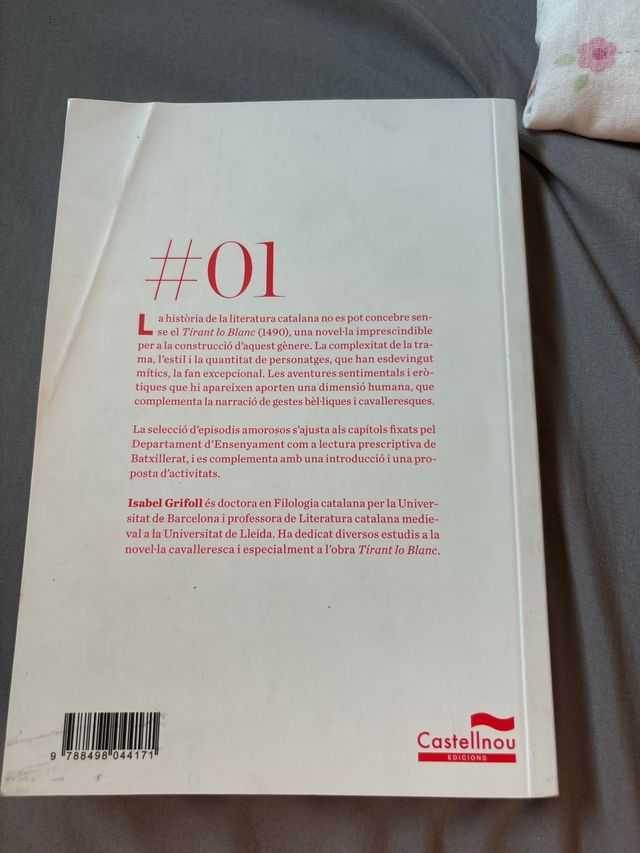 #01
La història de la literatura catalana no es pot concebre sen-
se el Tirant lo Blanc (1490), una novel·la imprescindible
per a la construcció d'aquest gènere. La complexitat de la tra-
ma, l'estil i la quantitat de personatges, que han esdevingut
mítics, la fan excepcional. Les aventures sentimentals i erò-
tiques que hi apareixen aporten una dimensió humana, que
complementa la narració de gestes bèl·liques i cavalleresques.
La selecció d'episodis amorosos s'ajusta als capítols fixats pel
Departament d'Ensenyament com a lectura prescriptiva de
Batxillerat, i es complementa amb una introducció i una pro-
posta d'activitats.
Isabel Grifoll és doctora en Filologia catalana per la Univer-
sitat de Barcelona i professora de Literatura catalana medie-
val a la Universitat de Lleida. Ha dedicat diversos estudis a la
novel·la cavalleresca i especialment a l'obra Tirant lo Blanc.
9 788498 044171
Castellnou
EDICIONS